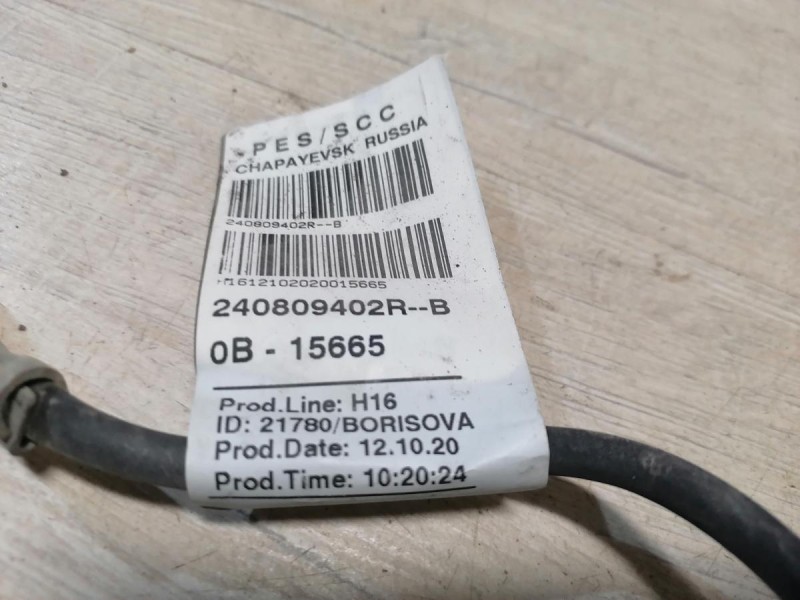 PES/SCC
CHAPAYEVSK RUSSIA
240809402R--B
H1612102020015665
240809402R--B
0B - 15665
Prod.Line: H16
ID: 21780/BORISOVA
Prod.Date: 12.10.20
Prod.Time: 10:20:24